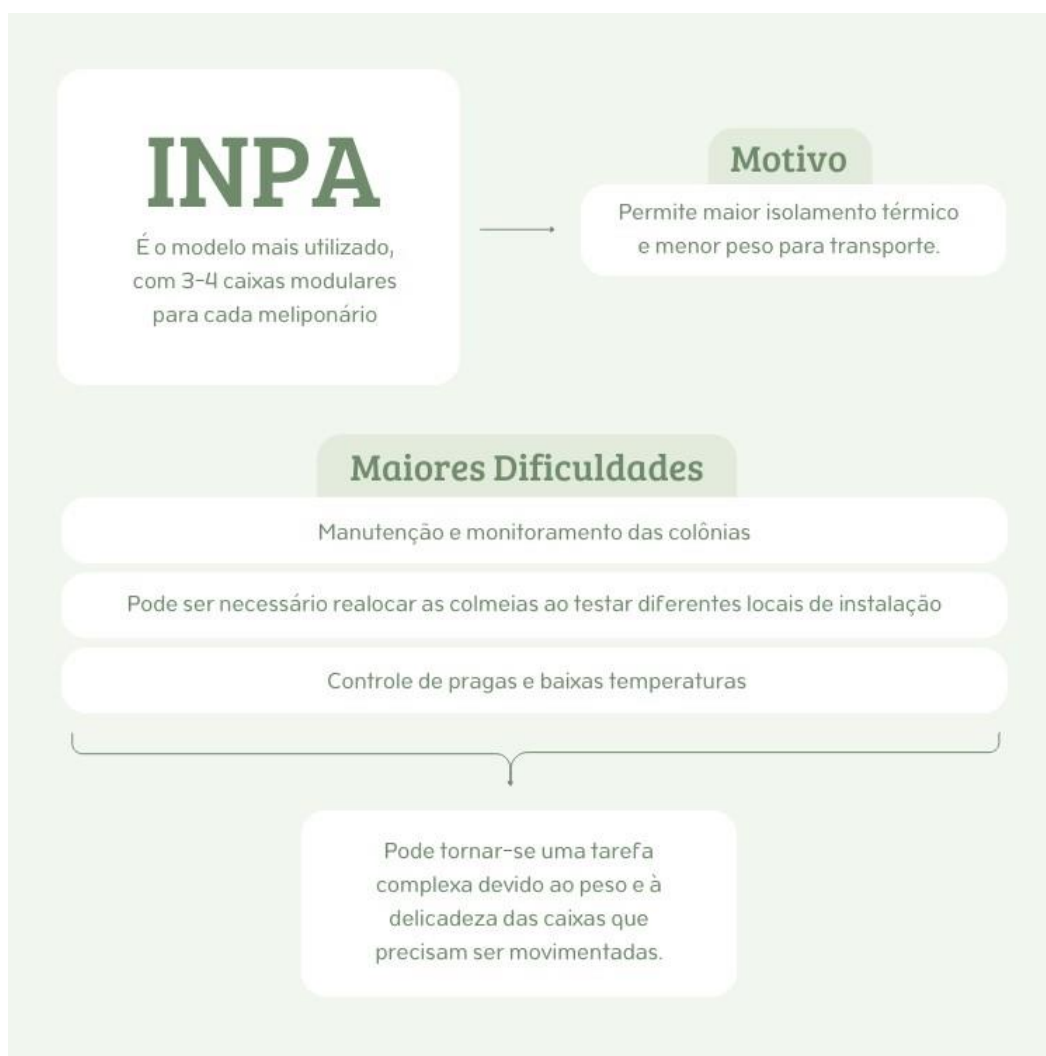 INPA
É o modelo mais utilizado,
com 3-4 caixas modulares
para cada meliponário
Motivo
Permite maior isolamento térmico
e menor peso para transporte.
Maiores Dificuldades
Manutenção e monitoramento das colônias
Pode ser necessário realocar as colmeias ao testar diferentes locais de instalação
Controle de pragas e baixas temperaturas
Pode tornar-se uma tarefa
complexa devido ao peso e à
delicadeza das caixas que
precisam ser movimentadas.